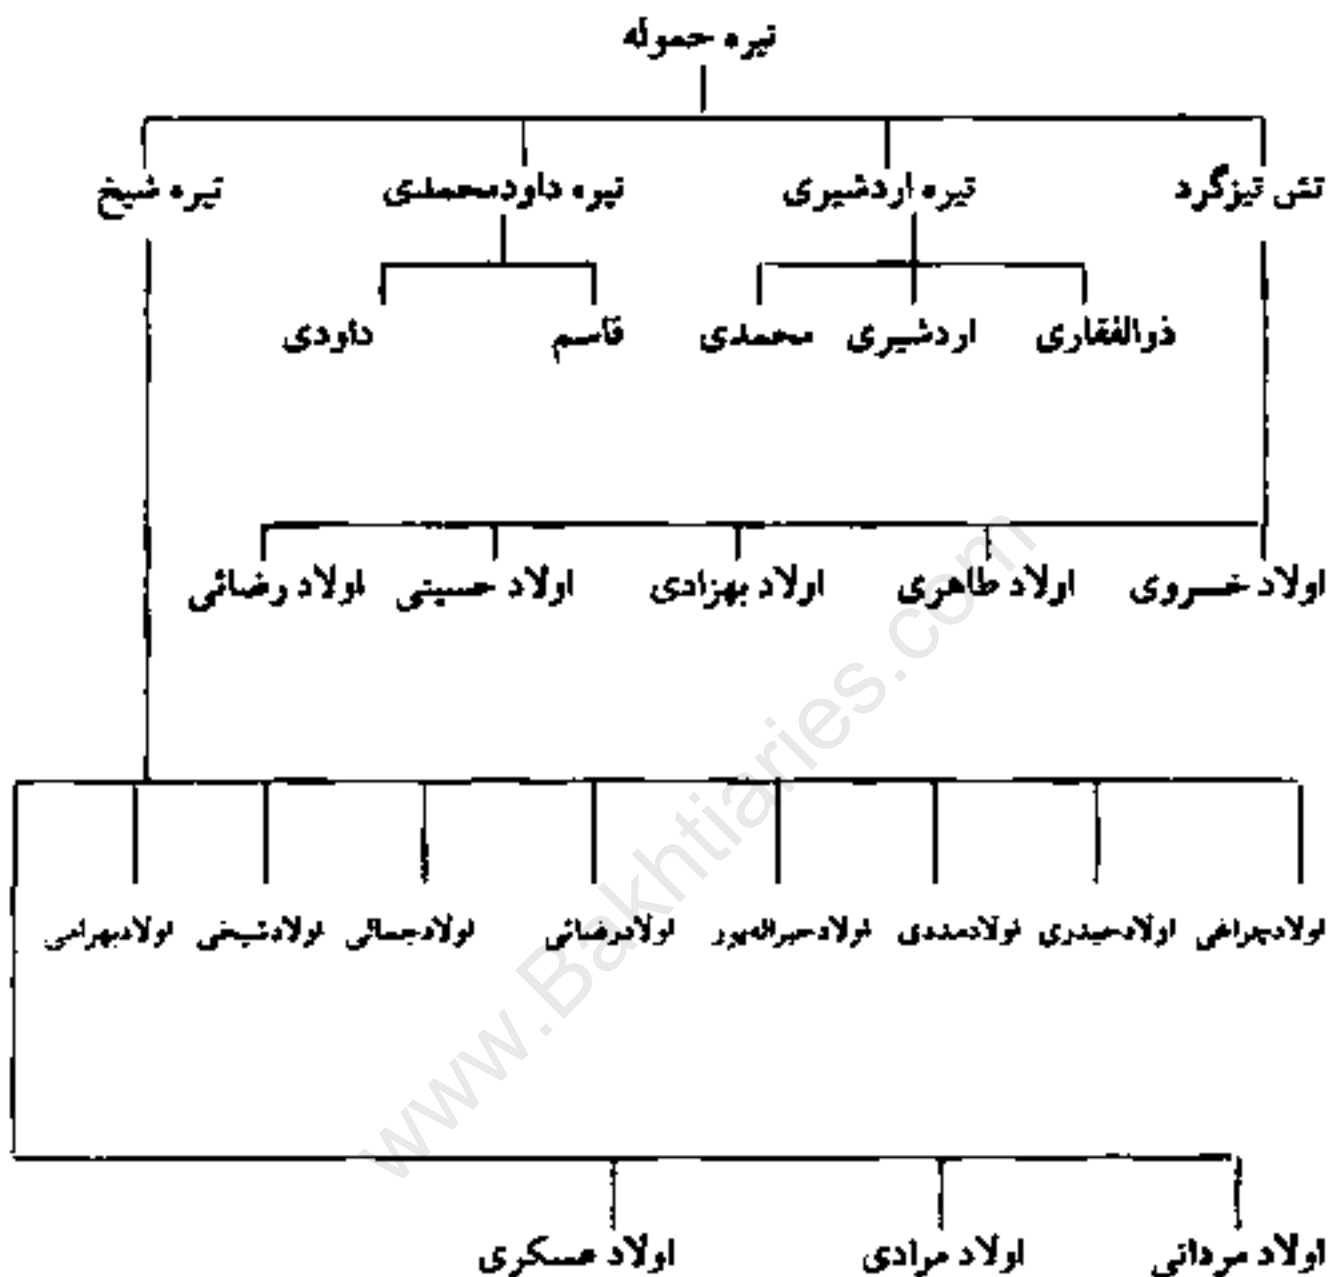 تیره حموله
تش تیزگرد تیره اردشیری تیره داودمحمدی تیره شیخ
ذوالفقاری اردشیری محمدی قاسم داودی
اولاد خسروی اولاد طاهری اولاد بهزادی اولاد حسینی اولاد رضائی
اولادچراغی اولادحیدری اولادمددی اولادرضائی اولادجمالی اولادشیخی اولادبهرامی
اولاد مردانی اولاد مرادی اولاد عسکری
www.Bakhtiaries.com